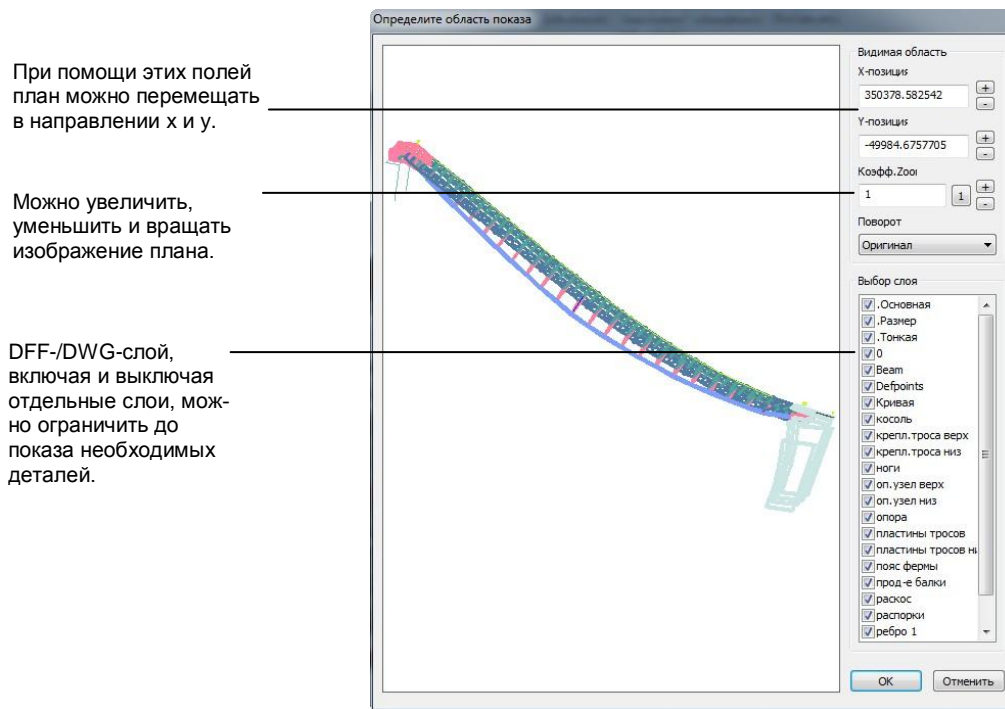 Определите область показа
При помощи этих полей
план можно перемещать
в направлении x и y.
Можно увеличить,
уменьшить и вращать
изображение плана.
DFF-/DWG-слой,
включая и выключая
отдельные слои, мож-
но ограничить до
показа необходимых
деталей.
Видимая область
X-позиция
350378.582542
+
-
Y-позиция
-49984.6757705
+
-
Коэфф.Zoo
1
1
+
-
Поворот
Оригинал
Выбор слоя
.Основная
.Размер
.Тонкая
0
Beam
Defpoints
Кривая
косоль
крепл.троса верх
крепл.троса низ
ноги
оп.узел верх
оп.узел низ
опора
пластины тросов
пластины тросов ни
пояс фермы
прод-е балки
раскос
распорки
ребро 1
OK
Отменить